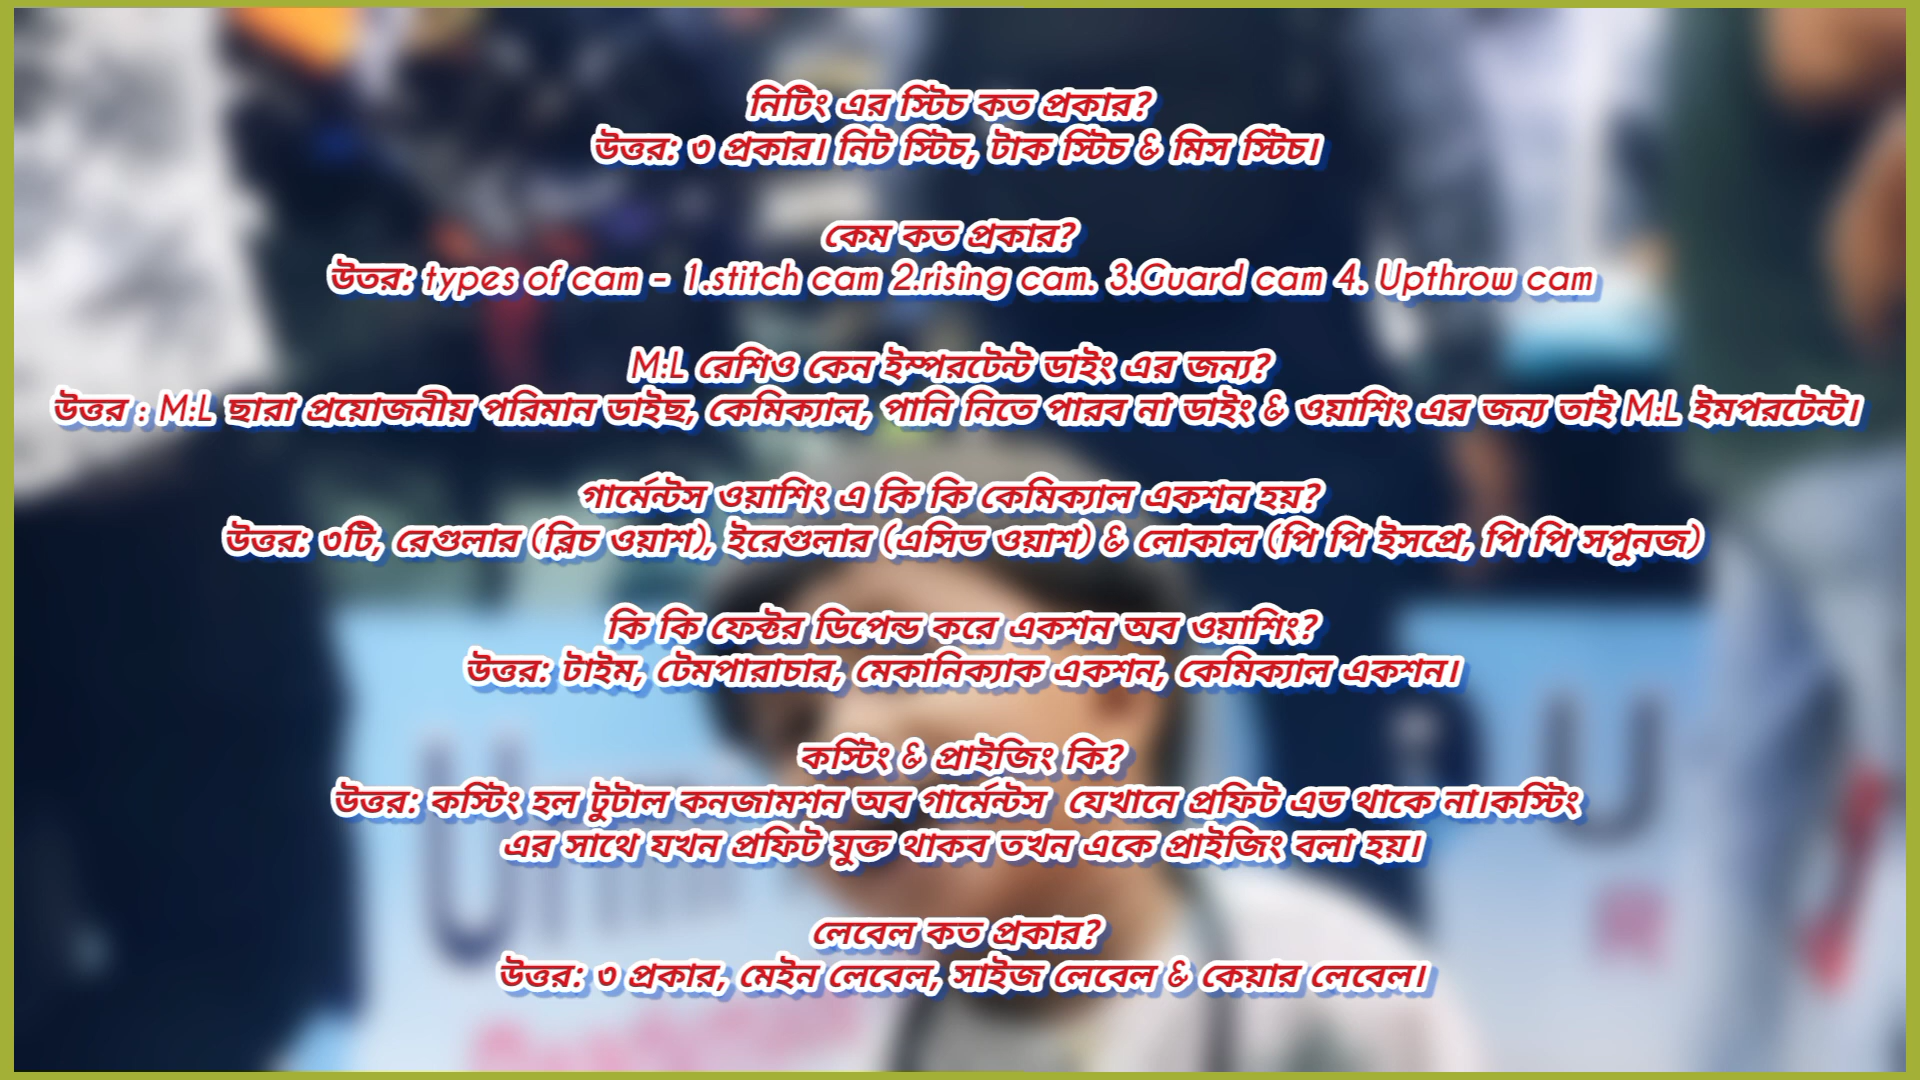 নিটিং এর স্টিচ কত প্রকার?
উত্তর: ৩ প্রকার। নিট স্টিচ, টাক স্টিচ & মিস স্টিচ।
কেম কত প্রকার?
উতর: types of cam - 1.stitch cam 2.rising cam. 3.Guard cam 4. Upthrow cam
M:L রেশিও কেন ইম্পরটেন্ট ডাইং এর জন্য?
উত্তর : M:L ছারা প্রয়োজনীয় পরিমান ডাইছ, কেমিক্যাল, পানি নিতে পারব না ডাইং & ওয়াশিং এর জন্য তাই M:L ইমপরটেন্ট।
গার্মেন্টস ওয়াশিং এ কি কি কেমিক্যাল একশন হয়?
উত্তর: ৩টি, রেগুলার (ব্লিচ ওয়াশ), ইরেগুলার (এসিড ওয়াশ) & লোকাল (পি পি ইসপ্রে, পি পি সপুনজ)
কি কি ফেক্টর ডিপেন্ড করে একশন অব ওয়াশিং?
উত্তর: টাইম, টেমপারাচার, মেকানিক্যাক একশন, কেমিক্যাল একশন।
কস্টিং & প্রাইজিং কি?
উত্তর: কস্টিং হল টুটাল কনজামশন অব গার্মেন্টস  যেখানে প্রফিট এড থাকে না।কস্টিং
এর সাথে যখন প্রফিট যুক্ত থাকব তখন একে প্রাইজিং বলা হয়।
লেবেল কত প্রকার?
উত্তর: ৩ প্রকার, মেইন লেবেল, সাইজ লেবেল & কেয়ার লেবেল।